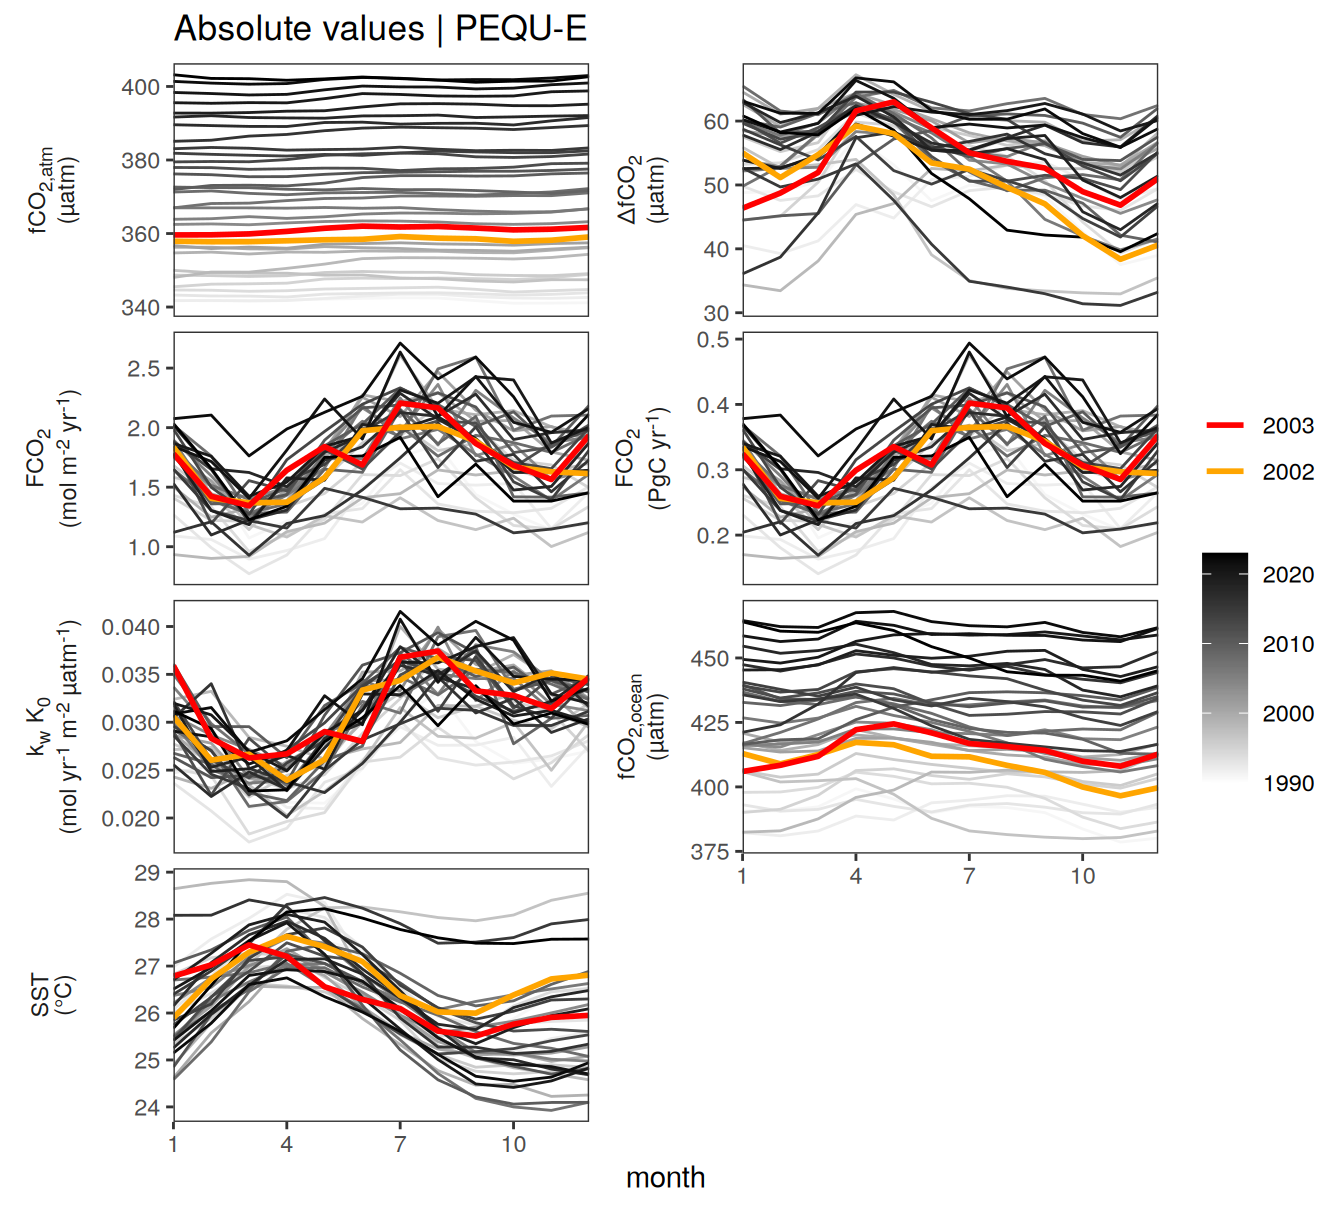 Absolute values | PEQU-E
fCO2,atm
(µatm)
400
380
360
340
ΔfCO2
(µatm)
60
50
40
30
FCO2
(mol m-2 yr-1)
2.5
2.0
1.5
1.0
FCO2
(PgC yr-1)
0.5
0.4
0.3
0.2
kw K0
(mol yr-1 m-2 µatm-1)
0.040
0.035
0.030
0.025
0.020
fCO2,ocean
(µatm)
450
425
400
375
1 4 7 10
SST
(°C)
29
28
27
26
25
24
1 4 7 10
month
2003
2002
2020
2010
2000
1990